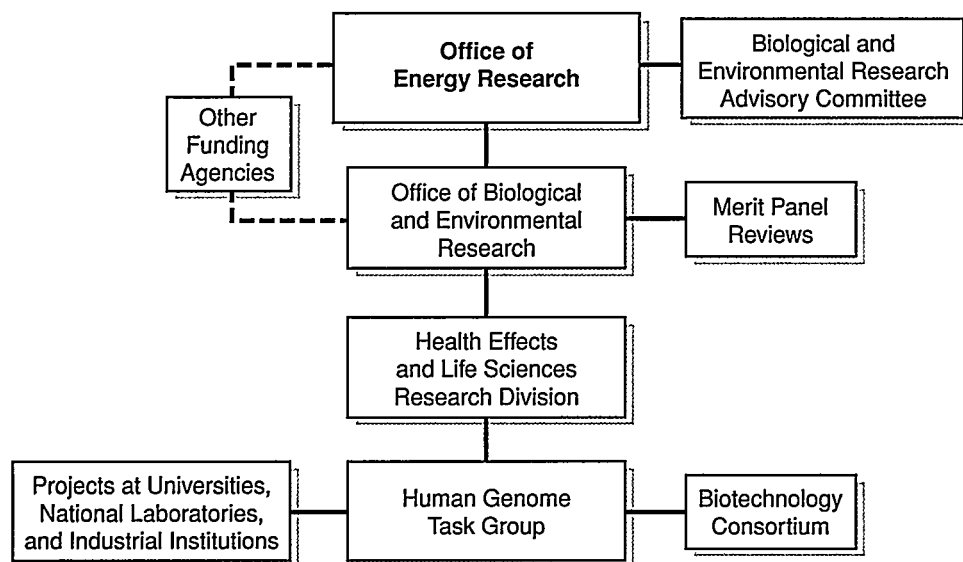 Office of
Energy Research
Biological and
Environmental Research
Advisory Committee
Other
Funding
Agencies
Office of Biological
and Environmental
Research
Merit Panel
Reviews
Health Effects
and Life Sciences
Research Division
Projects at Universities,
National Laboratories,
and Industrial Institutions
Human Genome
Task Group
Biotechnology
Consortium